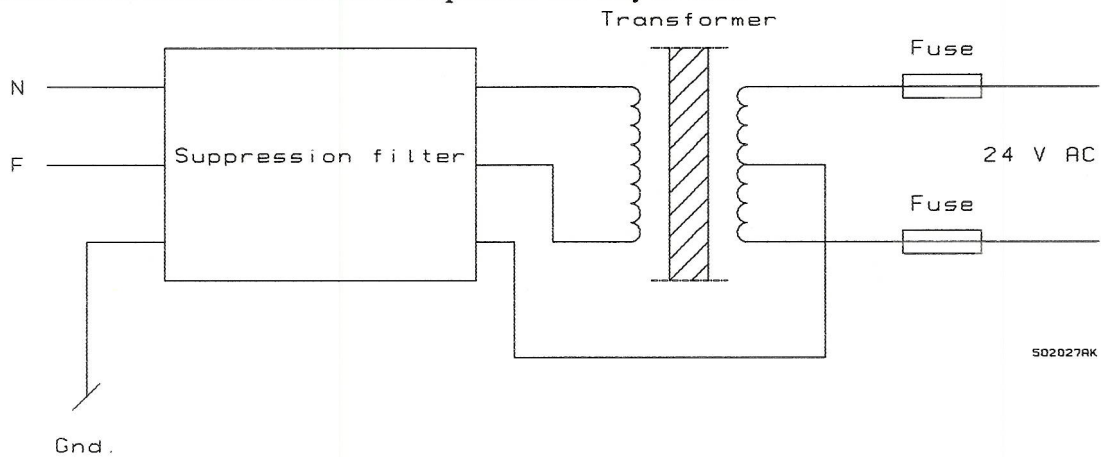 Transformer
Fuse
N
Suppression filter
F
24 V AC
Fuse
502027AK
Gnd.